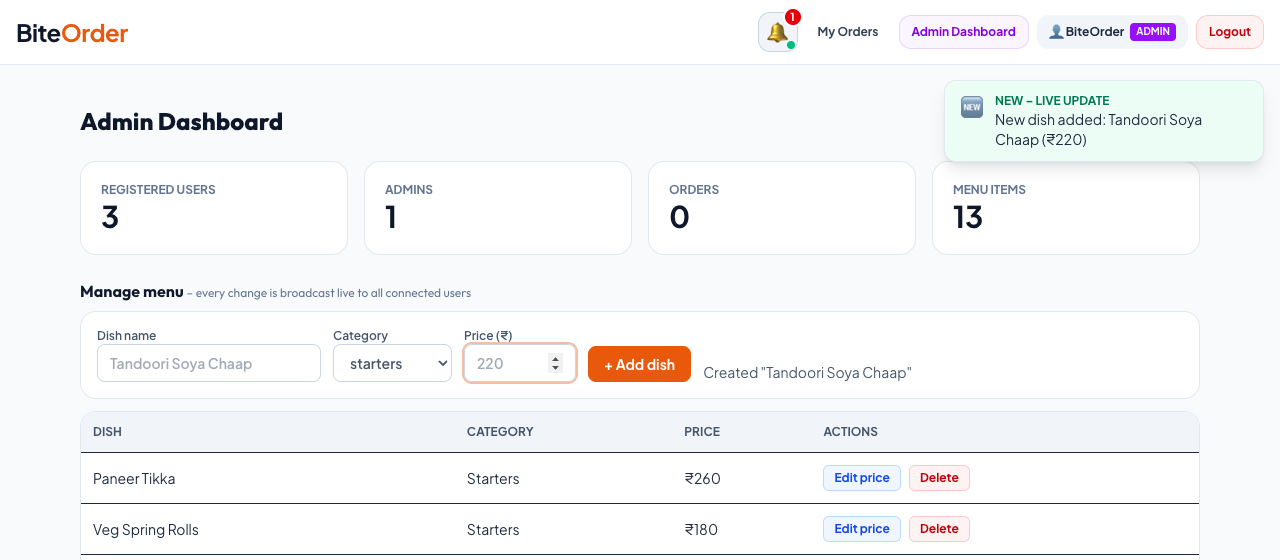 BiteOrder
1
My Orders
Admin Dashboard
BiteOrder ADMIN
Logout
NEW
NEW – LIVE UPDATE
New dish added: Tandoori Soya
Chaap (₹220)
Admin Dashboard
REGISTERED USERS
3
ADMINS
1
ORDERS
0
MENU ITEMS
13
Manage menu – every change is broadcast live to all connected users
Dish name
Tandoori Soya Chaap
Category
starters
Price (₹)
220
+ Add dish
Created "Tandoori Soya Chaap"
DISH CATEGORY PRICE ACTIONS
Paneer Tikka Starters ₹260 Edit price Delete
Veg Spring Rolls Starters ₹180 Edit price Delete